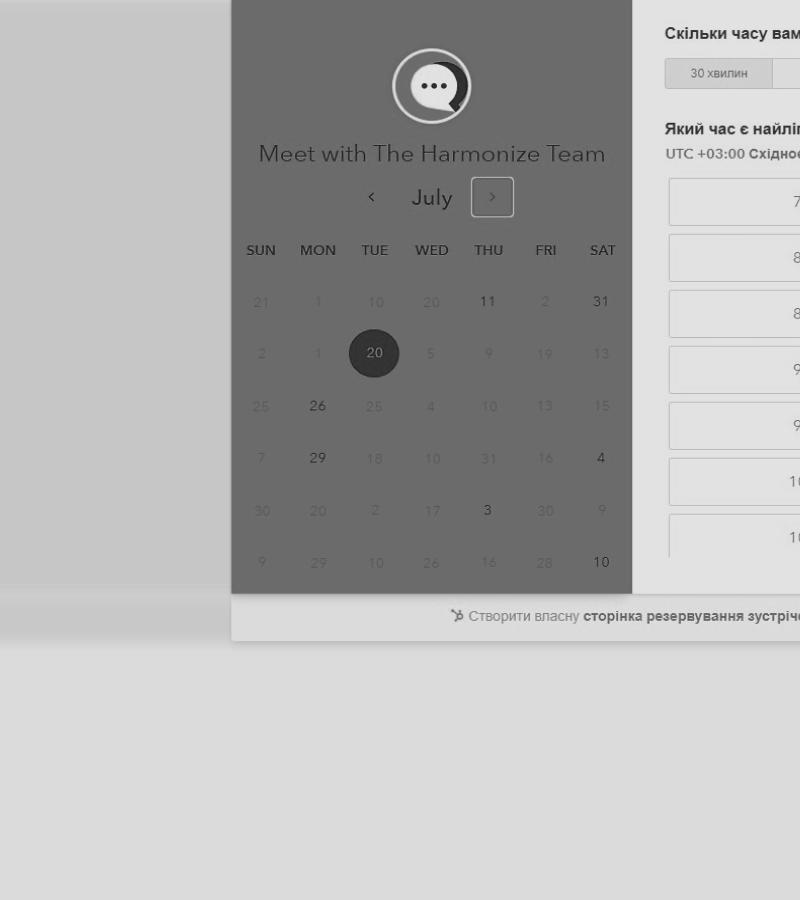 Meet with The Harmonize Team
July
SUN MON TUE WED THU FRI SAT
21 1 10 20 11 2 31
2 1 20 5 9 19 13
25 26 25 4 10 13 15
7 29 18 10 31 16 4
30 20 2 17 3 30 9
9 29 10 26 16 28 10
Скільки часу вам
30 хвилин
Який час є найліп
UTC +03:00 Східноє
7
8
8
9
9
10
10
Створити власну сторінка резервування зустріче